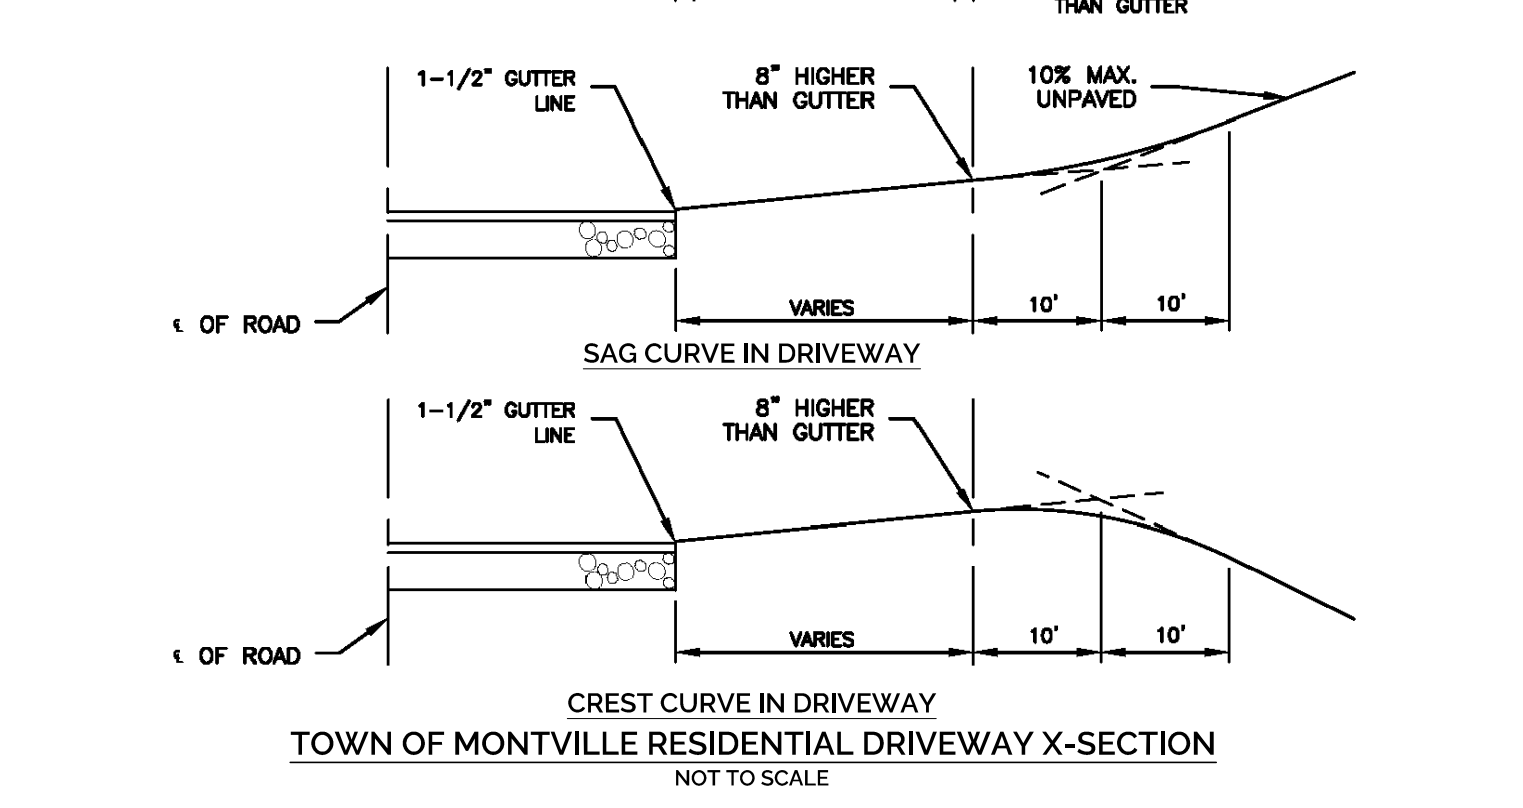 THAN GUTTER
1-1/2" GUTTER
LINE
8" HIGHER
THAN GUTTER
10% MAX.
UNPAVED
℄ OF ROAD
VARIES
10'
10'
SAG CURVE IN DRIVEWAY
1-1/2" GUTTER
LINE
8" HIGHER
THAN GUTTER
℄ OF ROAD
VARIES
10'
10'
CREST CURVE IN DRIVEWAY
TOWN OF MONTVILLE RESIDENTIAL DRIVEWAY X-SECTION
NOT TO SCALE